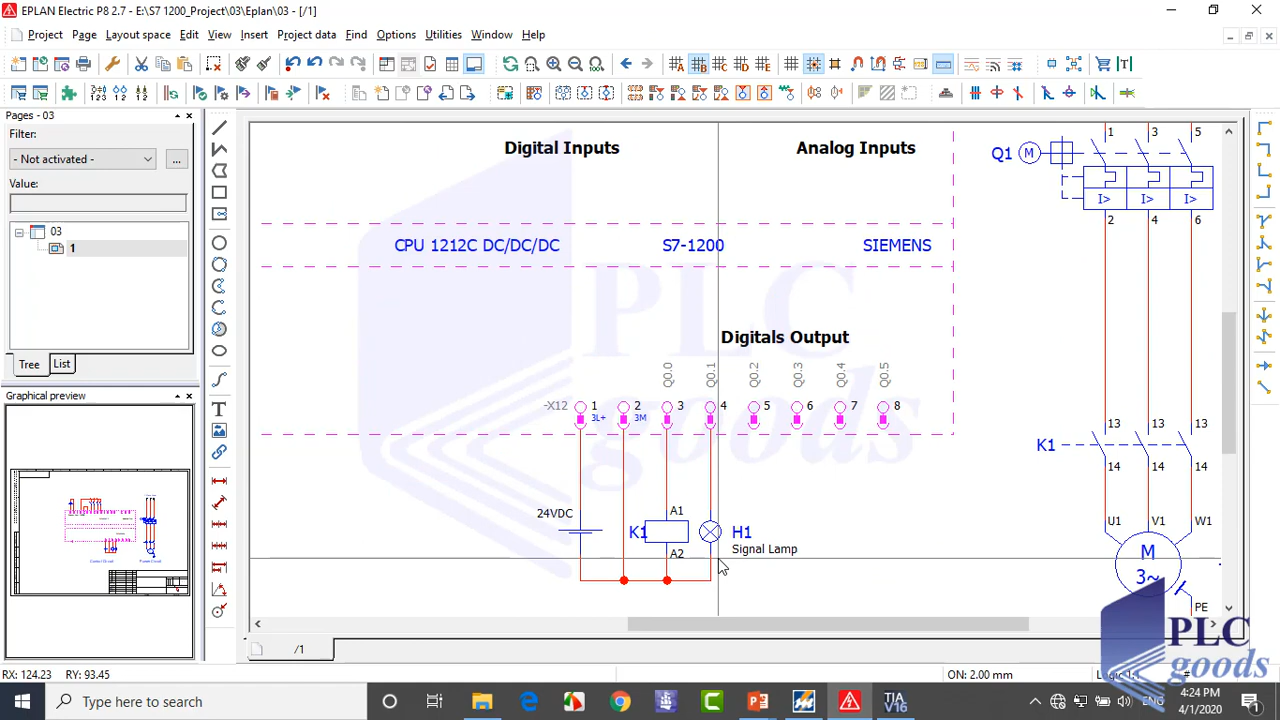 EPLAN Electric P8 2.7 - E:\S7 1200_Project\03\Eplan\03 - [/1]
Project Page Layout space Edit View Insert Project data Find Options Utilities Window Help
Pages - 03
Filter:
- Not activated -
...
Value:
03
1
Tree List
Graphical preview
Digital Inputs Analog Inputs
CPU 1212C DC/DC/DC S7-1200 SIEMENS
Digitals Output
Q0.0 Q0.1 Q0.2 Q0.3 Q0.4 Q0.5
-X12 1 2 3 4 5 6 7 8
3L+ 3M
24VDC
K1 A1 A2
H1
Signal Lamp
1 3 5
Q1 M
I> I> I>
2 4 6
13 13 13
K1
14 14 14
U1 V1 W1
M
3~
PE
PLC
goods
PLC
goods
/1
RX: 124.23 RY: 93.45 ON: 2.00 mm
Type here to search
TIA
V16
ENG
4:24 PM
4/1/2020